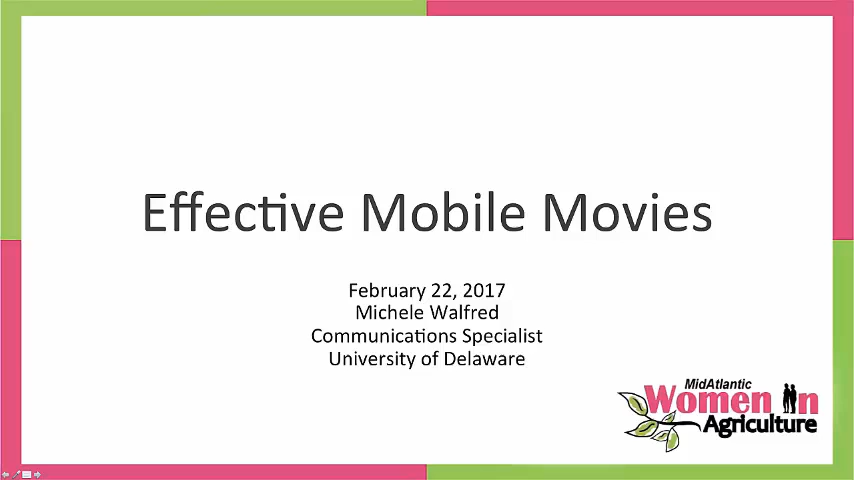 Effective Mobile Movies
February 22, 2017
Michele Walfred
Communications Specialist
University of Delaware
MidAtlantic
Women In
Agriculture